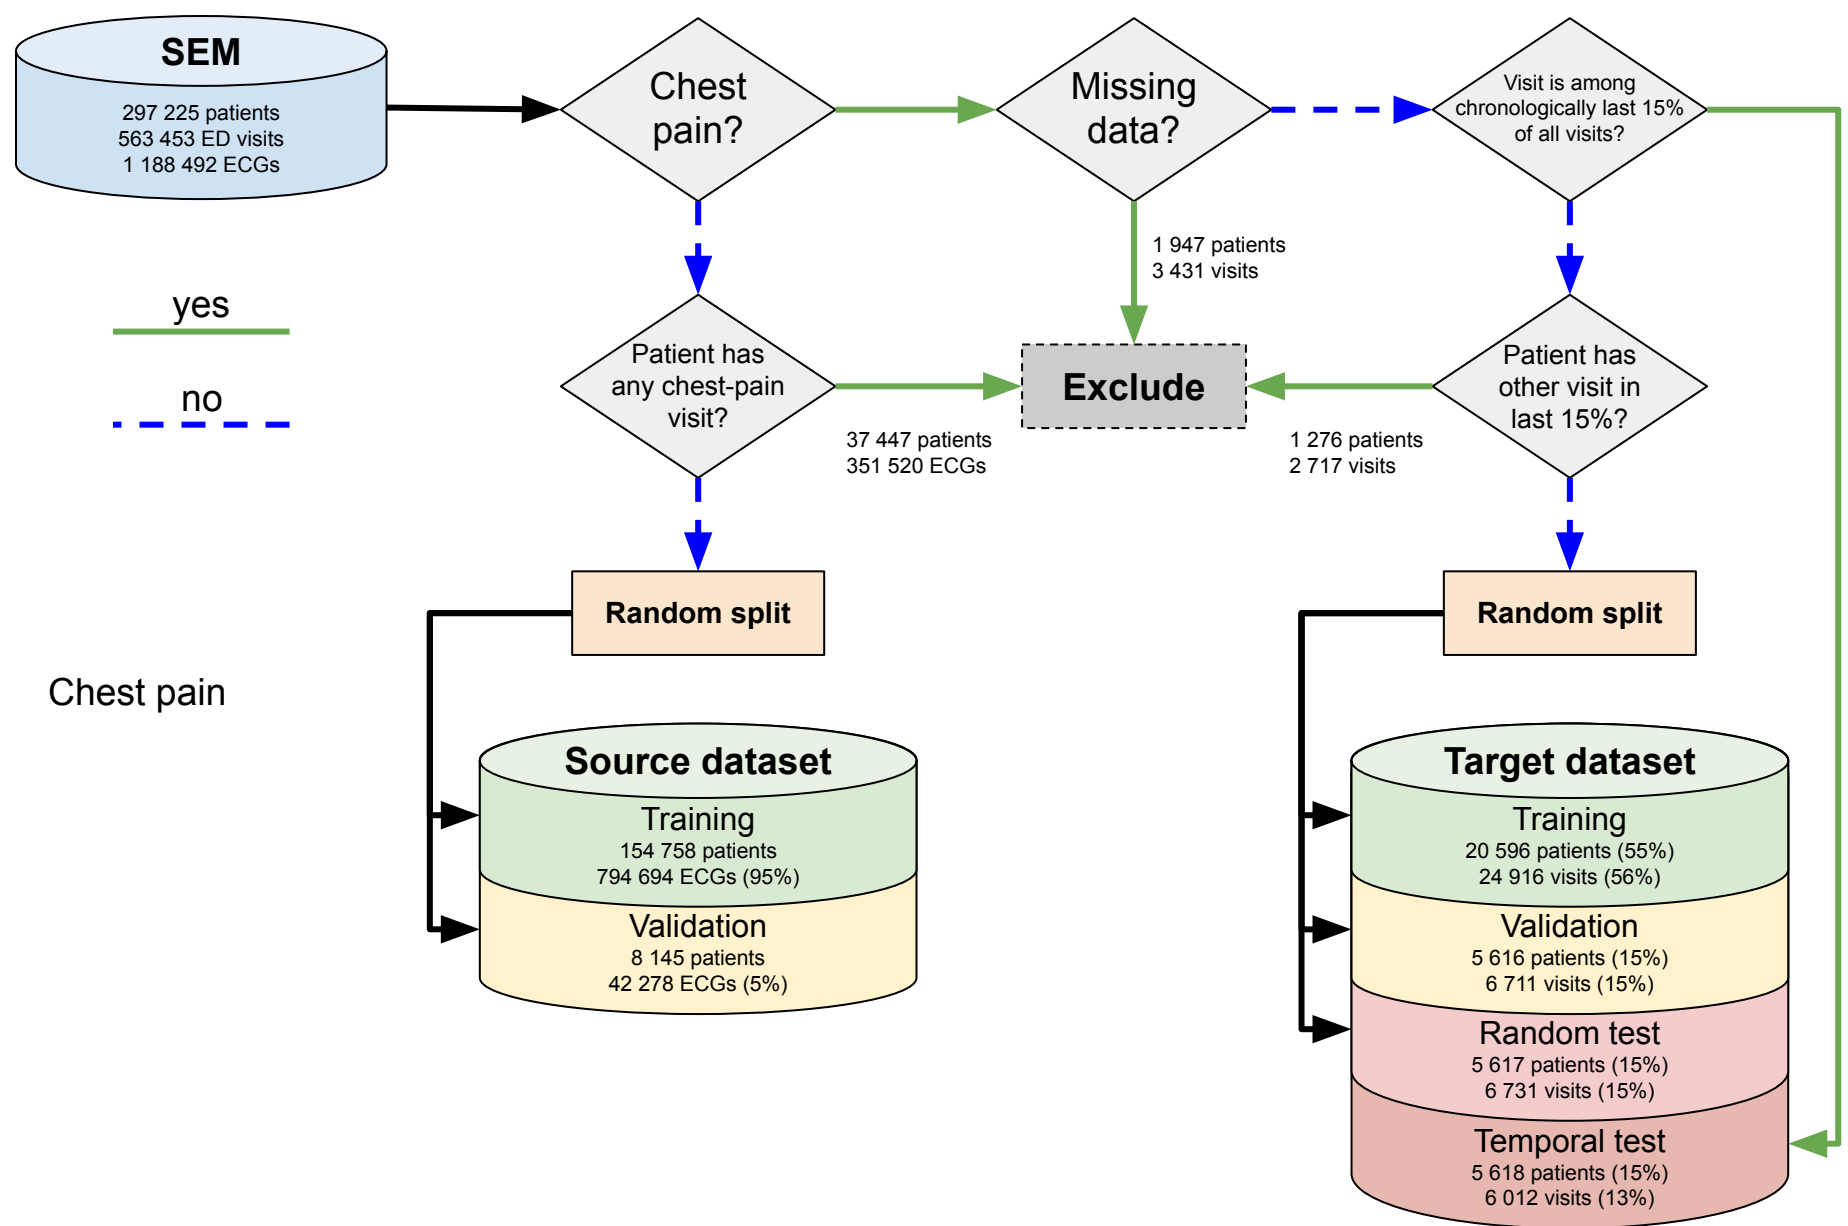 SEM
297 225 patients
563 453 ED visits
1 188 492 ECGs
Chest
pain?
Missing
data?
Visit is among
chronologically last 15%
of all visits?
1 947 patients
3 431 visits
yes
no
Patient has
any chest-pain
visit?
Exclude
Patient has
other visit in
last 15%?
37 447 patients
351 520 ECGs
1 276 patients
2 717 visits
Random split
Random split
Chest pain
Source dataset
Training
154 758 patients
794 694 ECGs (95%)
Validation
8 145 patients
42 278 ECGs (5%)
Target dataset
Training
20 596 patients (55%)
24 916 visits (56%)
Validation
5 616 patients (15%)
6 711 visits (15%)
Random test
5 617 patients (15%)
6 731 visits (15%)
Temporal test
5 618 patients (15%)
6 012 visits (13%)